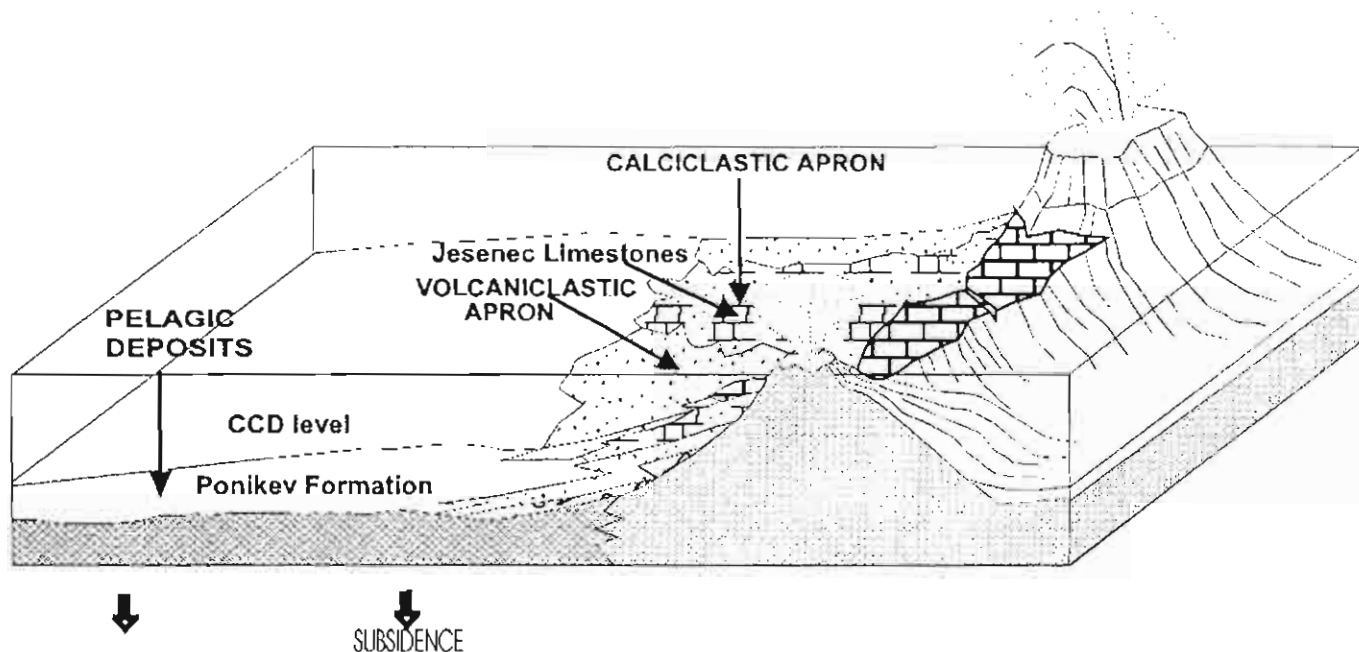 CALCICLASTIC APRON
Jesenec Limestones
VOLCANICLASTIC
APRON
PELAGIC
DEPOSITS
CCD level
Ponikev Formation
SUBSIDENCE